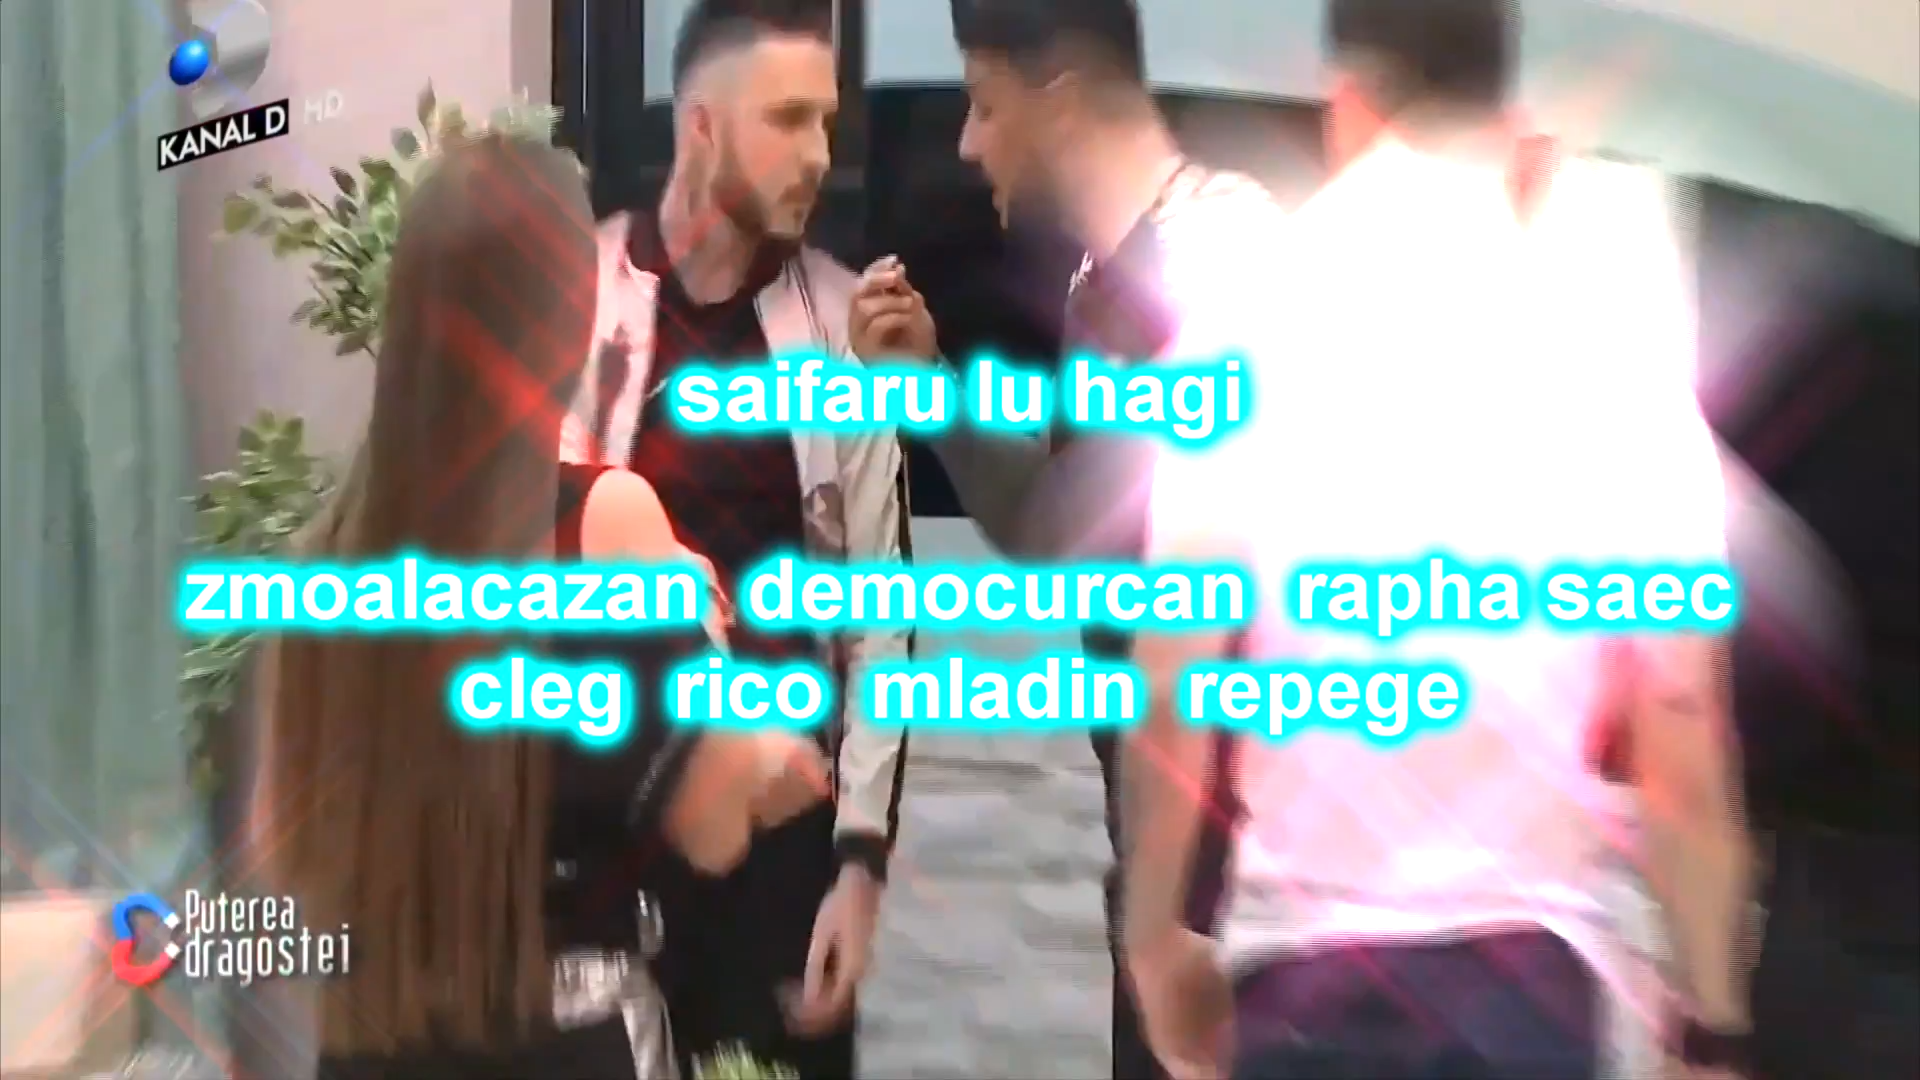 KANAL D HD
saifaru lu hagi
zmoalacazan democurcan rapha saec
cleg rico mladin repege
Puterea
dragostei